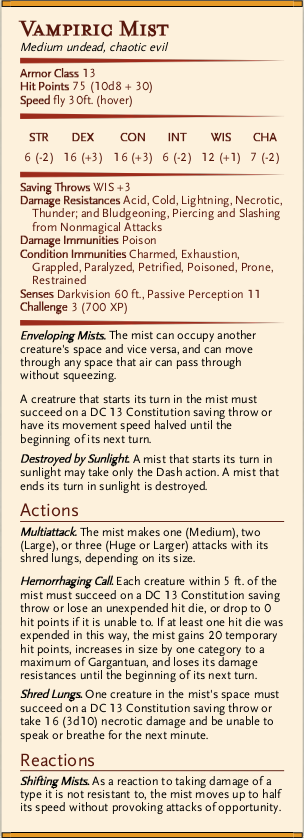 Vampiric Mist
Medium undead, chaotic evil
Armor Class 13
Hit Points 75 (10d8 + 30)
Speed fly 30ft. (hover)
STR DEX CON INT WIS CHA
6 (-2) 16 (+3) 16 (+3) 6 (-2) 12 (+1) 7 (-2)
Saving Throws WIS +3
Damage Resistances Acid, Cold, Lightning, Necrotic,
Thunder; and Bludgeoning, Piercing and Slashing
from Nonmagical Attacks
Damage Immunities Poison
Condition Immunities Charmed, Exhaustion,
Grappled, Paralyzed, Petrified, Poisoned, Prone,
Restrained
Senses Darkvision 60 ft., Passive Perception 11
Challenge 3 (700 XP)
Enveloping Mists. The mist can occupy another
creature's space and vice versa, and can move
through any space that air can pass through
without squeezing.
A creatrure that starts its turn in the mist must
succeed on a DC 13 Constitution saving throw or
have its movement speed halved until the
beginning of its next turn.
Destroyed by Sunlight. A mist that starts its turn in
sunlight may take only the Dash action. A mist that
ends its turn in sunlight is destroyed.
Actions
Multiattack. The mist makes one (Medium), two
(Large), or three (Huge or Larger) attacks with its
shred lungs, depending on its size.
Hemorrhaging Call. Each creature within 5 ft. of the
mist must succeed on a DC 13 Constitution saving
throw or lose an unexpended hit die, or drop to 0
hit points if it is unable to. If at least one hit die was
expended in this way, the mist gains 20 temporary
hit points, increases in size by one category to a
maximum of Gargantuan, and loses its damage
resistances until the beginning of its next turn.
Shred Lungs. One creature in the mist's space must
succeed on a DC 13 Constitution saving throw or
take 16 (3d10) necrotic damage and be unable to
speak or breathe for the next minute.
Reactions
Shifting Mists. As a reaction to taking damage of a
type it is not resistant to, the mist moves up to half
its speed without provoking attacks of opportunity.